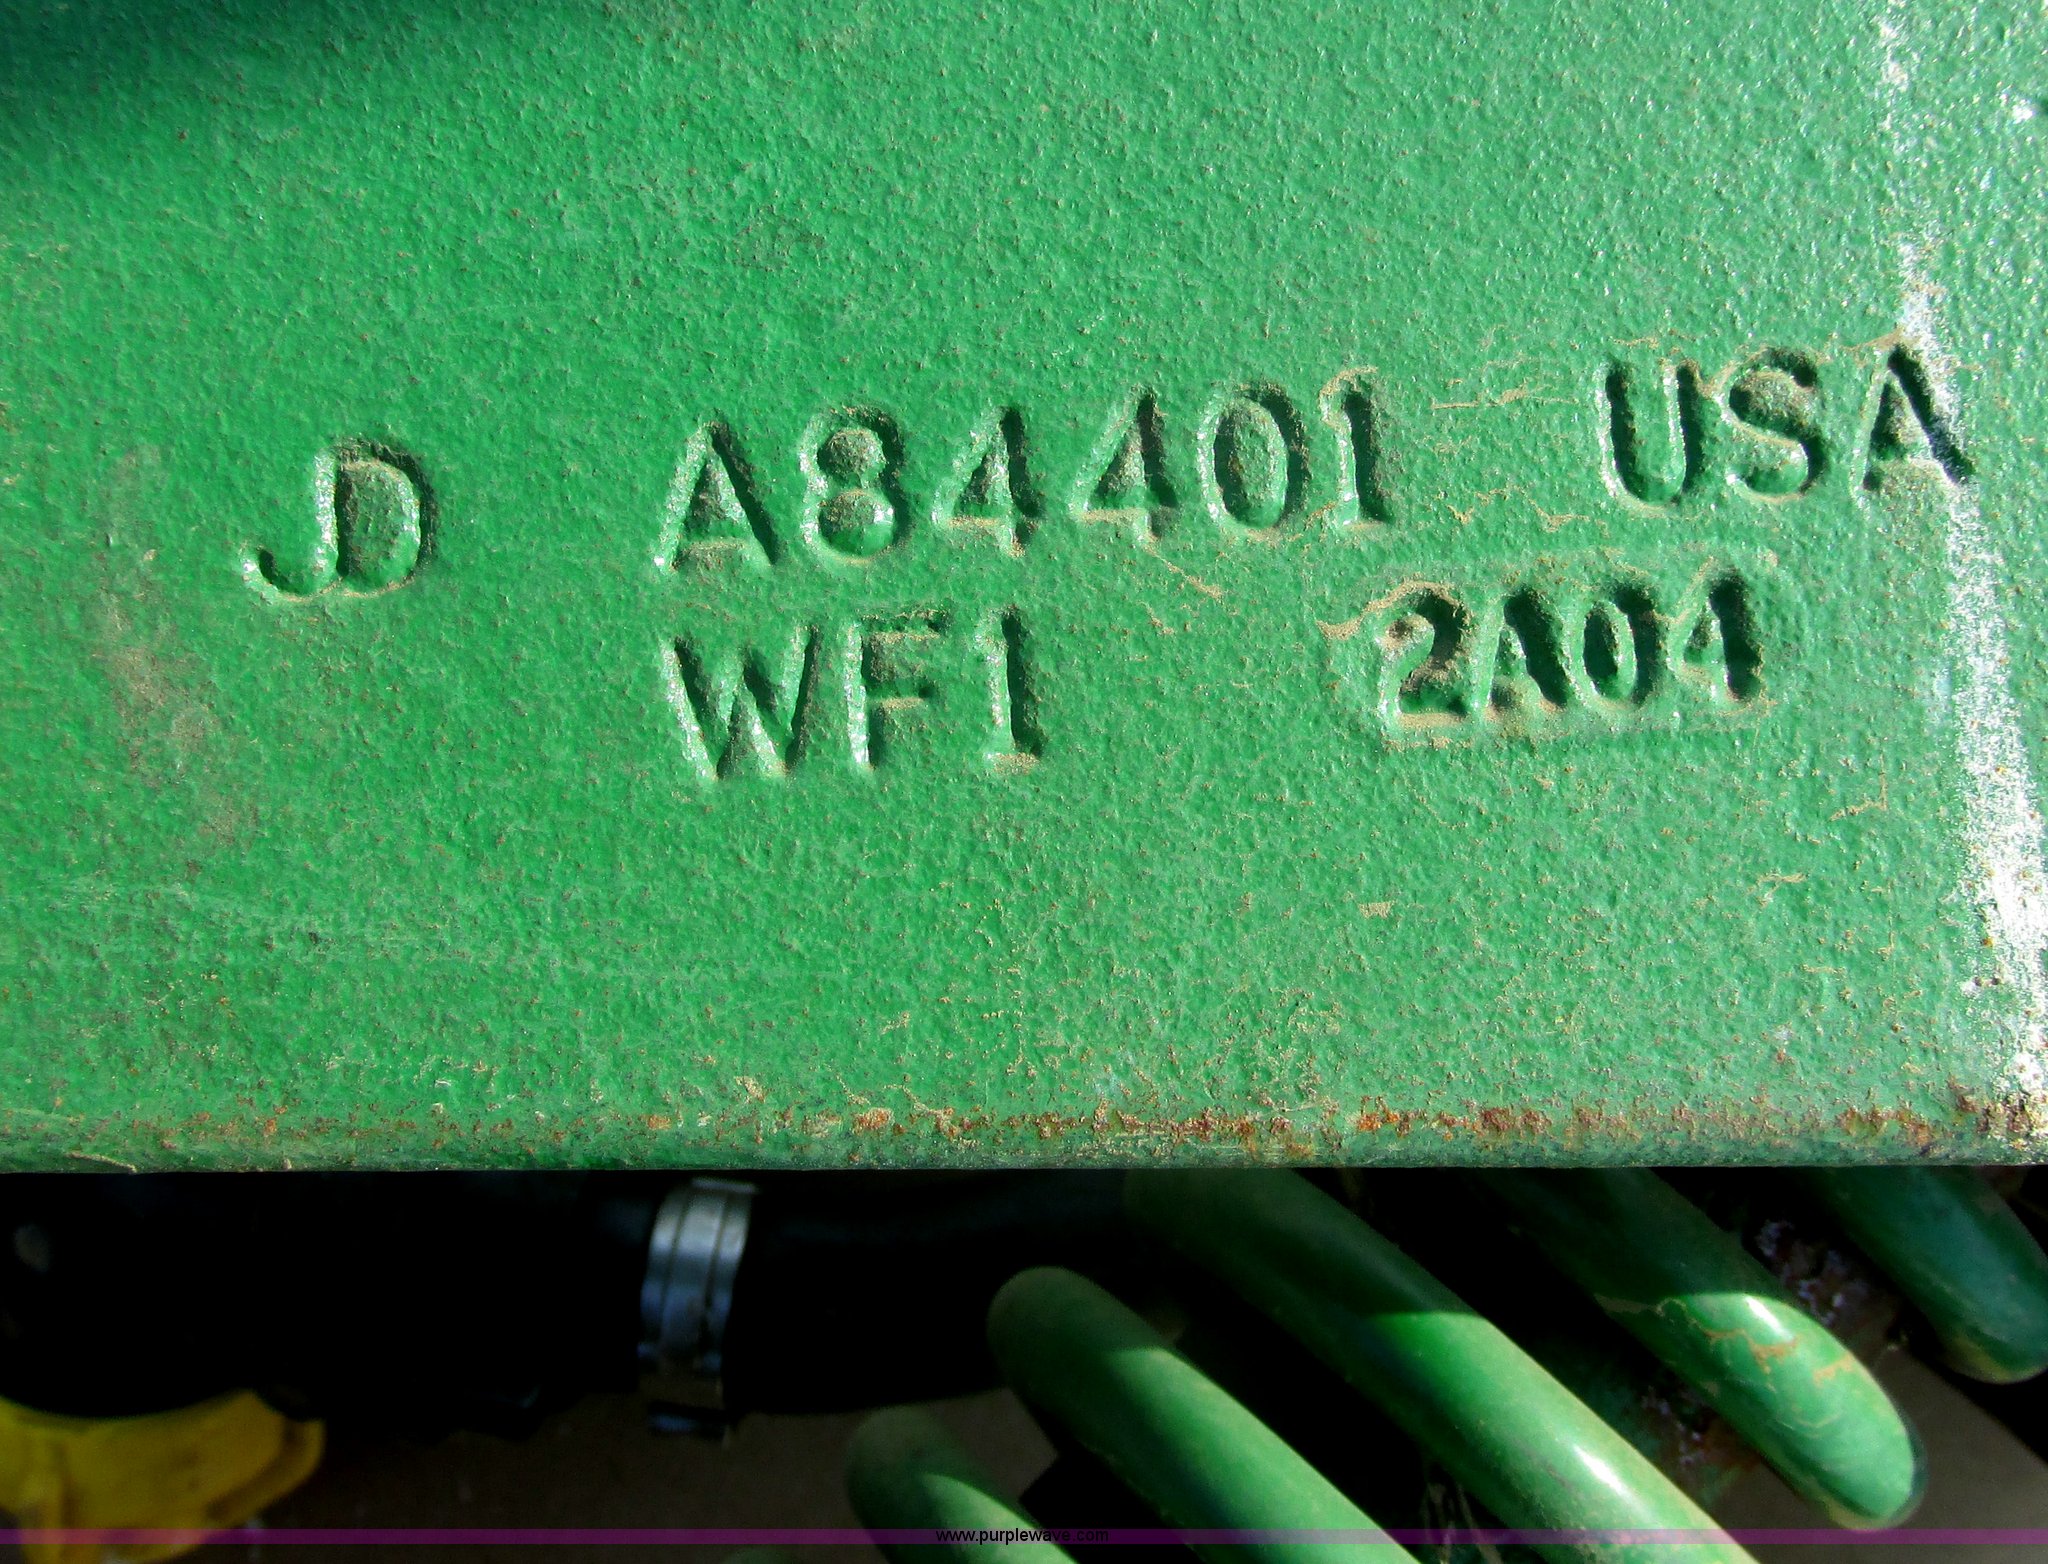 JD A84401 USA
WF1 2A04
www.purplewave.com